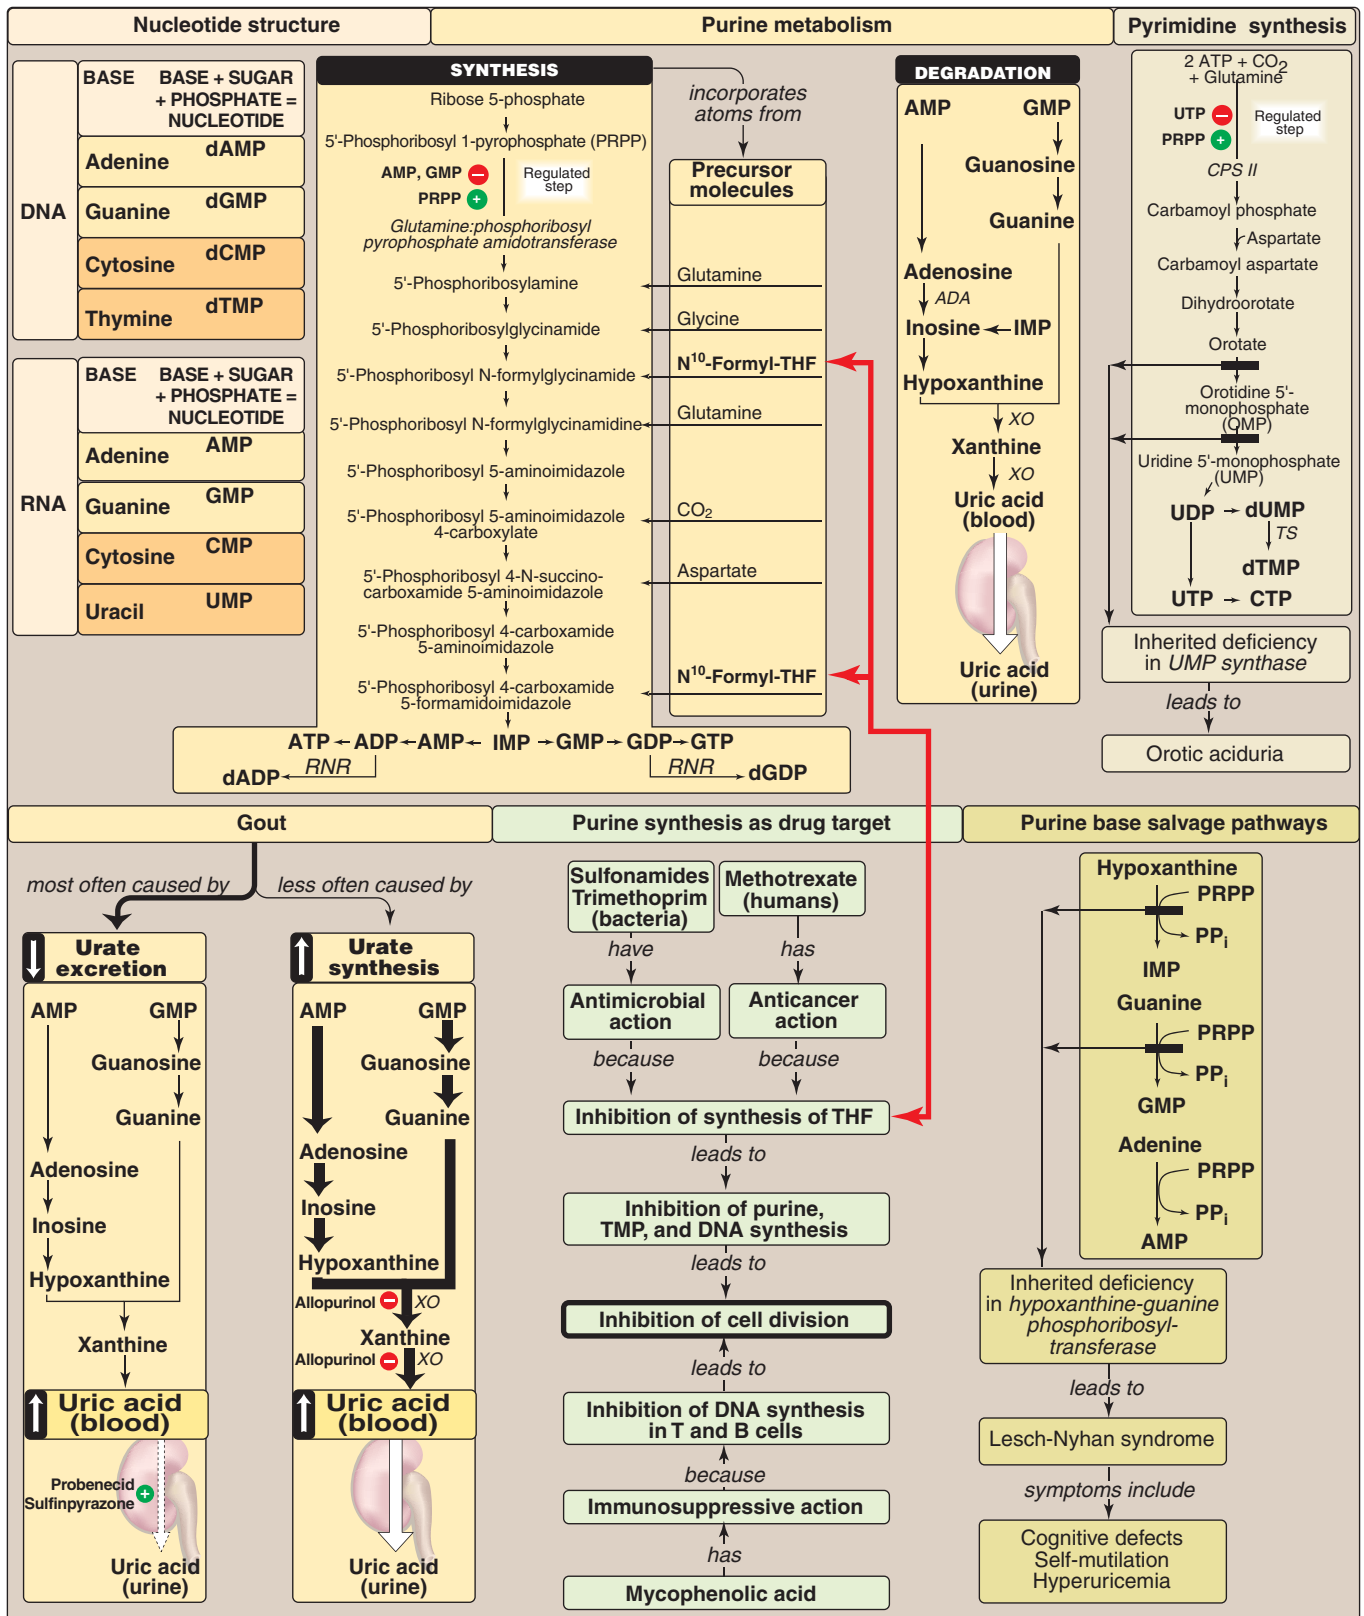 Nucleotide structure
Purine metabolism
Pyrimidine synthesis
DNA
BASE
BASE + SUGAR
+ PHOSPHATE =
NUCLEOTIDE
Adenine
dAMP
Guanine
dGMP
Cytosine
dCMP
Thymine
dTMP
RNA
BASE
BASE + SUGAR
+ PHOSPHATE =
NUCLEOTIDE
Adenine
AMP
Guanine
GMP
Cytosine
CMP
Uracil
UMP
SYNTHESIS
Ribose 5-phosphate
5'-Phosphoribosyl 1-pyrophosphate (PRPP)
AMP, GMP −
PRPP +
Regulated
step
Glutamine:phosphoribosyl
pyrophosphate amidotransferase
5'-Phosphoribosylamine
5'-Phosphoribosylglycinamide
5'-Phosphoribosyl N-formylglycinamide
5'-Phosphoribosyl N-formylglycinamidine
5'-Phosphoribosyl 5-aminoimidazole
5'-Phosphoribosyl 5-aminoimidazole
4-carboxylate
5'-Phosphoribosyl 4-N-succino-
carboxamide 5-aminoimidazole
5'-Phosphoribosyl 4-carboxamide
5-aminoimidazole
5'-Phosphoribosyl 4-carboxamide
5-formamidoimidazole
ATP ADP AMP IMP GMP GDP GTP
dADP RNR RNR dGDP
incorporates
atoms from
Precursor
molecules
Glutamine
Glycine
N10-Formyl-THF
Glutamine
CO2
Aspartate
N10-Formyl-THF
DEGRADATION
AMP
GMP
Guanosine
Guanine
Adenosine
ADA
Inosine IMP
Hypoxanthine
XO
Xanthine
XO
Uric acid
(blood)
Uric acid
(urine)
2 ATP + CO2
+ Glutamine
UTP −
PRPP +
Regulated
step
CPS II
Carbamoyl phosphate
Aspartate
Carbamoyl aspartate
Dihydroorotate
Orotate
Orotidine 5'-
monophosphate
(OMP)
Uridine 5'-monophosphate
(UMP)
UDP dUMP
TS
dTMP
UTP CTP
Inherited deficiency
in UMP synthase
leads to
Orotic aciduria
Gout
most often caused by
less often caused by
Urate
excretion
AMP
GMP
Guanosine
Guanine
Adenosine
Inosine
Hypoxanthine
Xanthine
Uric acid
(blood)
Probenecid
Sulfinpyrazone +
Uric acid
(urine)
Urate
synthesis
AMP
GMP
Guanosine
Guanine
Adenosine
Inosine
Hypoxanthine
Allopurinol − XO
Xanthine
Allopurinol − XO
Uric acid
(blood)
Uric acid
(urine)
Purine synthesis as drug target
Sulfonamides
Trimethoprim
(bacteria)
Methotrexate
(humans)
have
has
Antimicrobial
action
Anticancer
action
because
because
Inhibition of synthesis of THF
leads to
Inhibition of purine,
TMP, and DNA synthesis
leads to
Inhibition of cell division
leads to
Inhibition of DNA synthesis
in T and B cells
because
Immunosuppressive action
has
Mycophenolic acid
Purine base salvage pathways
Hypoxanthine
PRPP
PPi
IMP
Guanine
PRPP
PPi
GMP
Adenine
PRPP
PPi
AMP
Inherited deficiency
in hypoxanthine-guanine
phosphoribosyl-
transferase
leads to
Lesch-Nyhan syndrome
symptoms include
Cognitive defects
Self-mutilation
Hyperuricemia